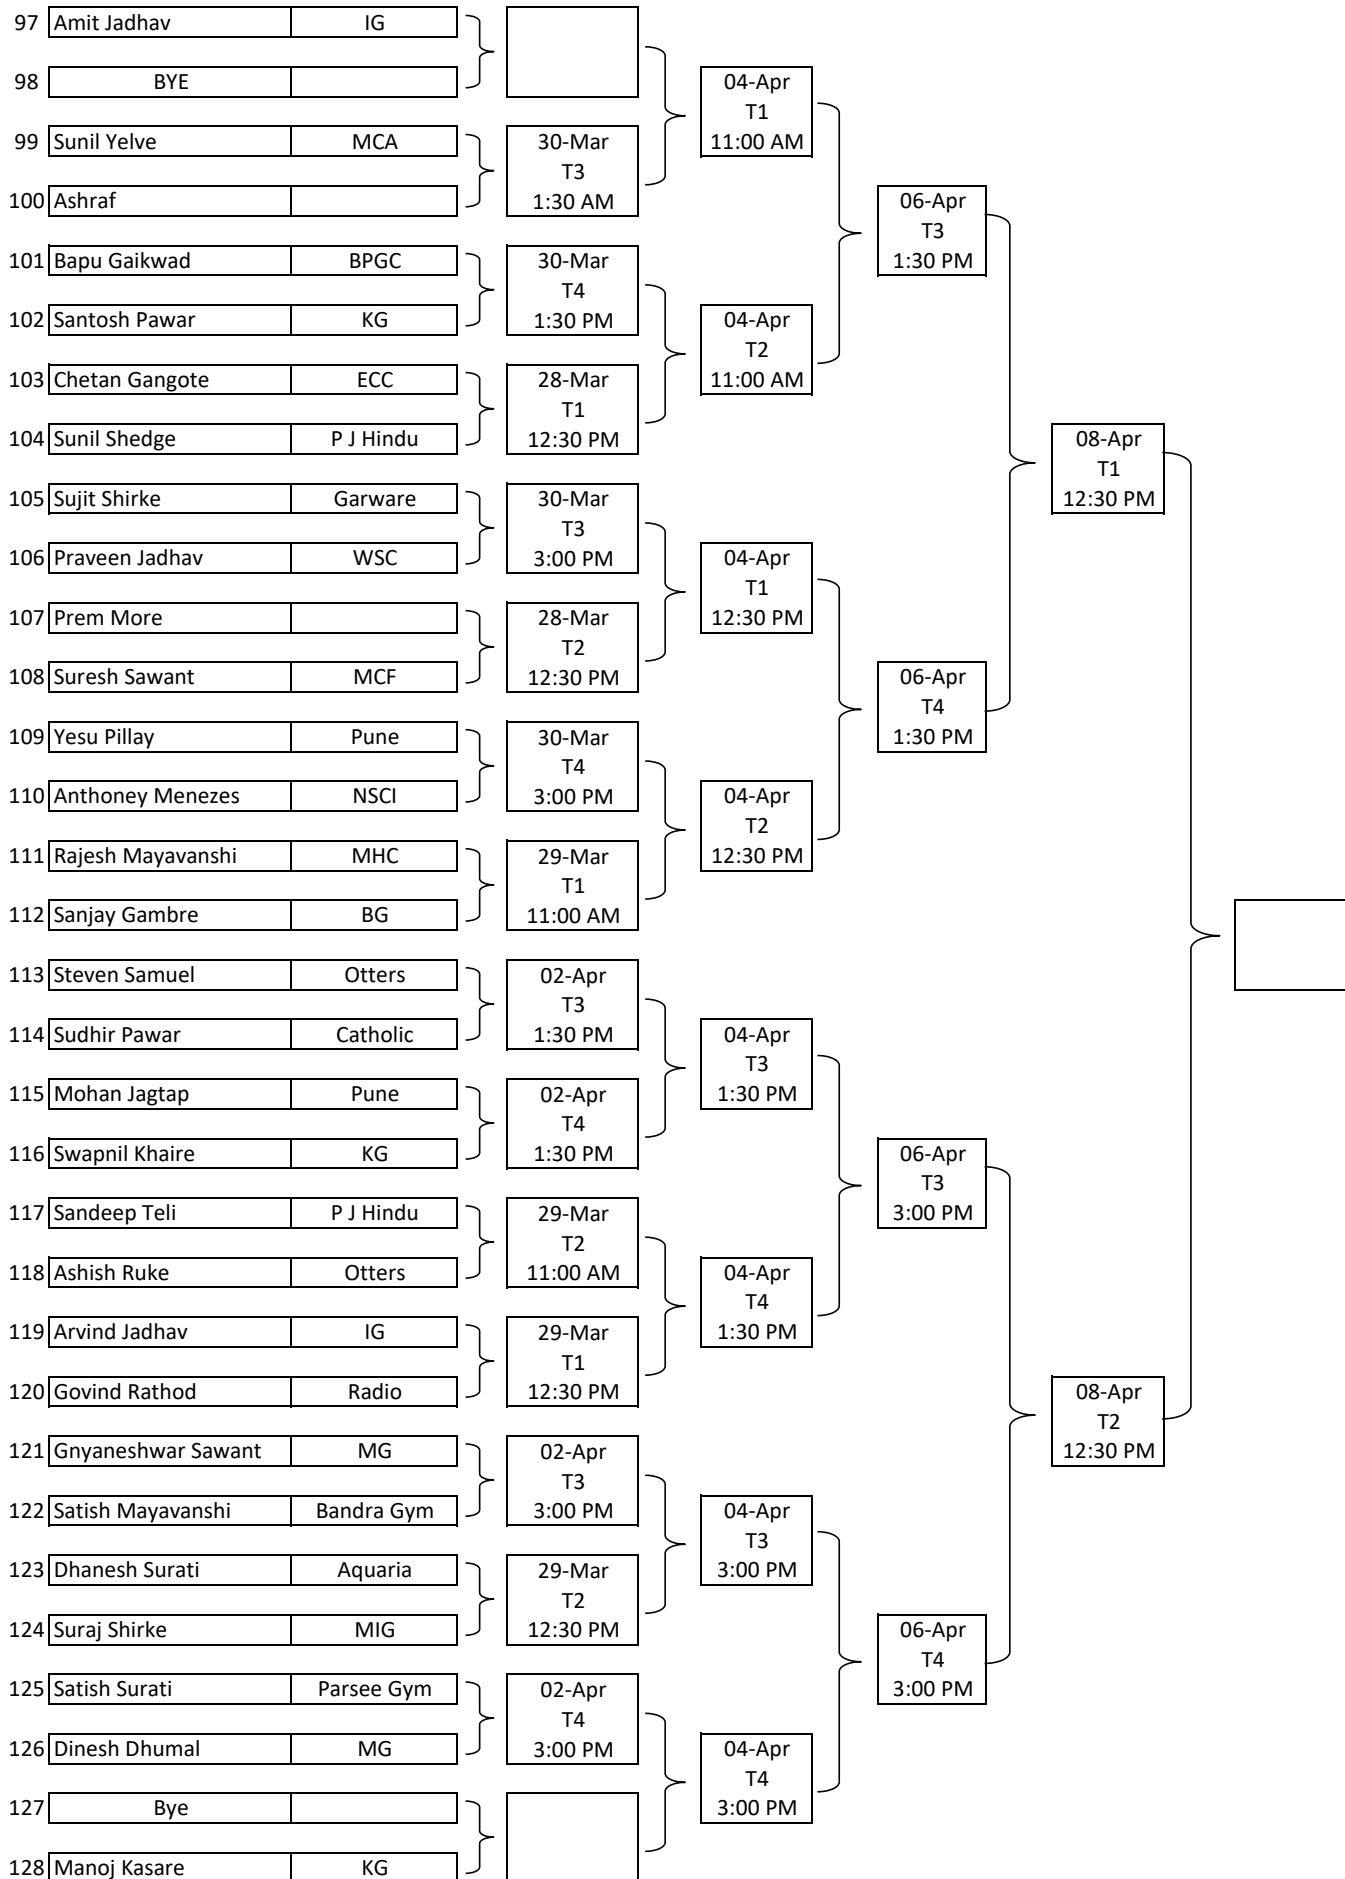 97 Amit Jadhav IG
98 BYE
04-Apr
T1
99 Sunil Yelve MCA 30-Mar 11:00 AM
T3
100 Ashraf 1:30 AM 06-Apr
T3
101 Bapu Gaikwad BPGC 30-Mar 1:30 PM
T4
102 Santosh Pawar KG 1:30 PM 04-Apr
T2
103 Chetan Gangote ECC 28-Mar 11:00 AM
T1
104 Sunil Shedge P J Hindu 12:30 PM 08-Apr
T1
105 Sujit Shirke Garware 30-Mar 12:30 PM
T3
106 Praveen Jadhav WSC 3:00 PM 04-Apr
T1
107 Prem More 28-Mar 12:30 PM
T2
108 Suresh Sawant MCF 12:30 PM 06-Apr
T4
109 Yesu Pillay Pune 30-Mar 1:30 PM
T4
110 Anthoney Menezes NSCI 3:00 PM 04-Apr
T2
111 Rajesh Mayavanshi MHC 29-Mar 12:30 PM
T1
112 Sanjay Gambre BG 11:00 AM
113 Steven Samuel Otters 02-Apr
T3
114 Sudhir Pawar Catholic 1:30 PM 04-Apr
T3
115 Mohan Jagtap Pune 02-Apr 1:30 PM
T4
116 Swapnil Khaire KG 1:30 PM 06-Apr
T3
117 Sandeep Teli P J Hindu 29-Mar 3:00 PM
T2
118 Ashish Ruke Otters 11:00 AM 04-Apr
T4
119 Arvind Jadhav IG 29-Mar 1:30 PM
T1
120 Govind Rathod Radio 12:30 PM 08-Apr
T2
121 Gnyaneshwar Sawant MG 02-Apr 12:30 PM
T3
122 Satish Mayavanshi Bandra Gym 3:00 PM 04-Apr
T3
123 Dhanesh Surati Aquaria 29-Mar 3:00 PM
T2
124 Suraj Shirke MIG 12:30 PM 06-Apr
T4
125 Satish Surati Parsee Gym 02-Apr 3:00 PM
T4
126 Dinesh Dhumal MG 3:00 PM 04-Apr
T4
127 Bye 3:00 PM
128 Manoj Kasare KG